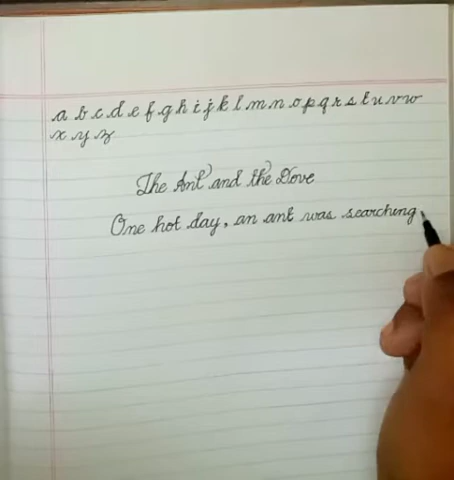 a b c d e f g h i j k l m n o p q r s t u v w
x y z
The Ant and the Dove
One hot day, an ant was searching